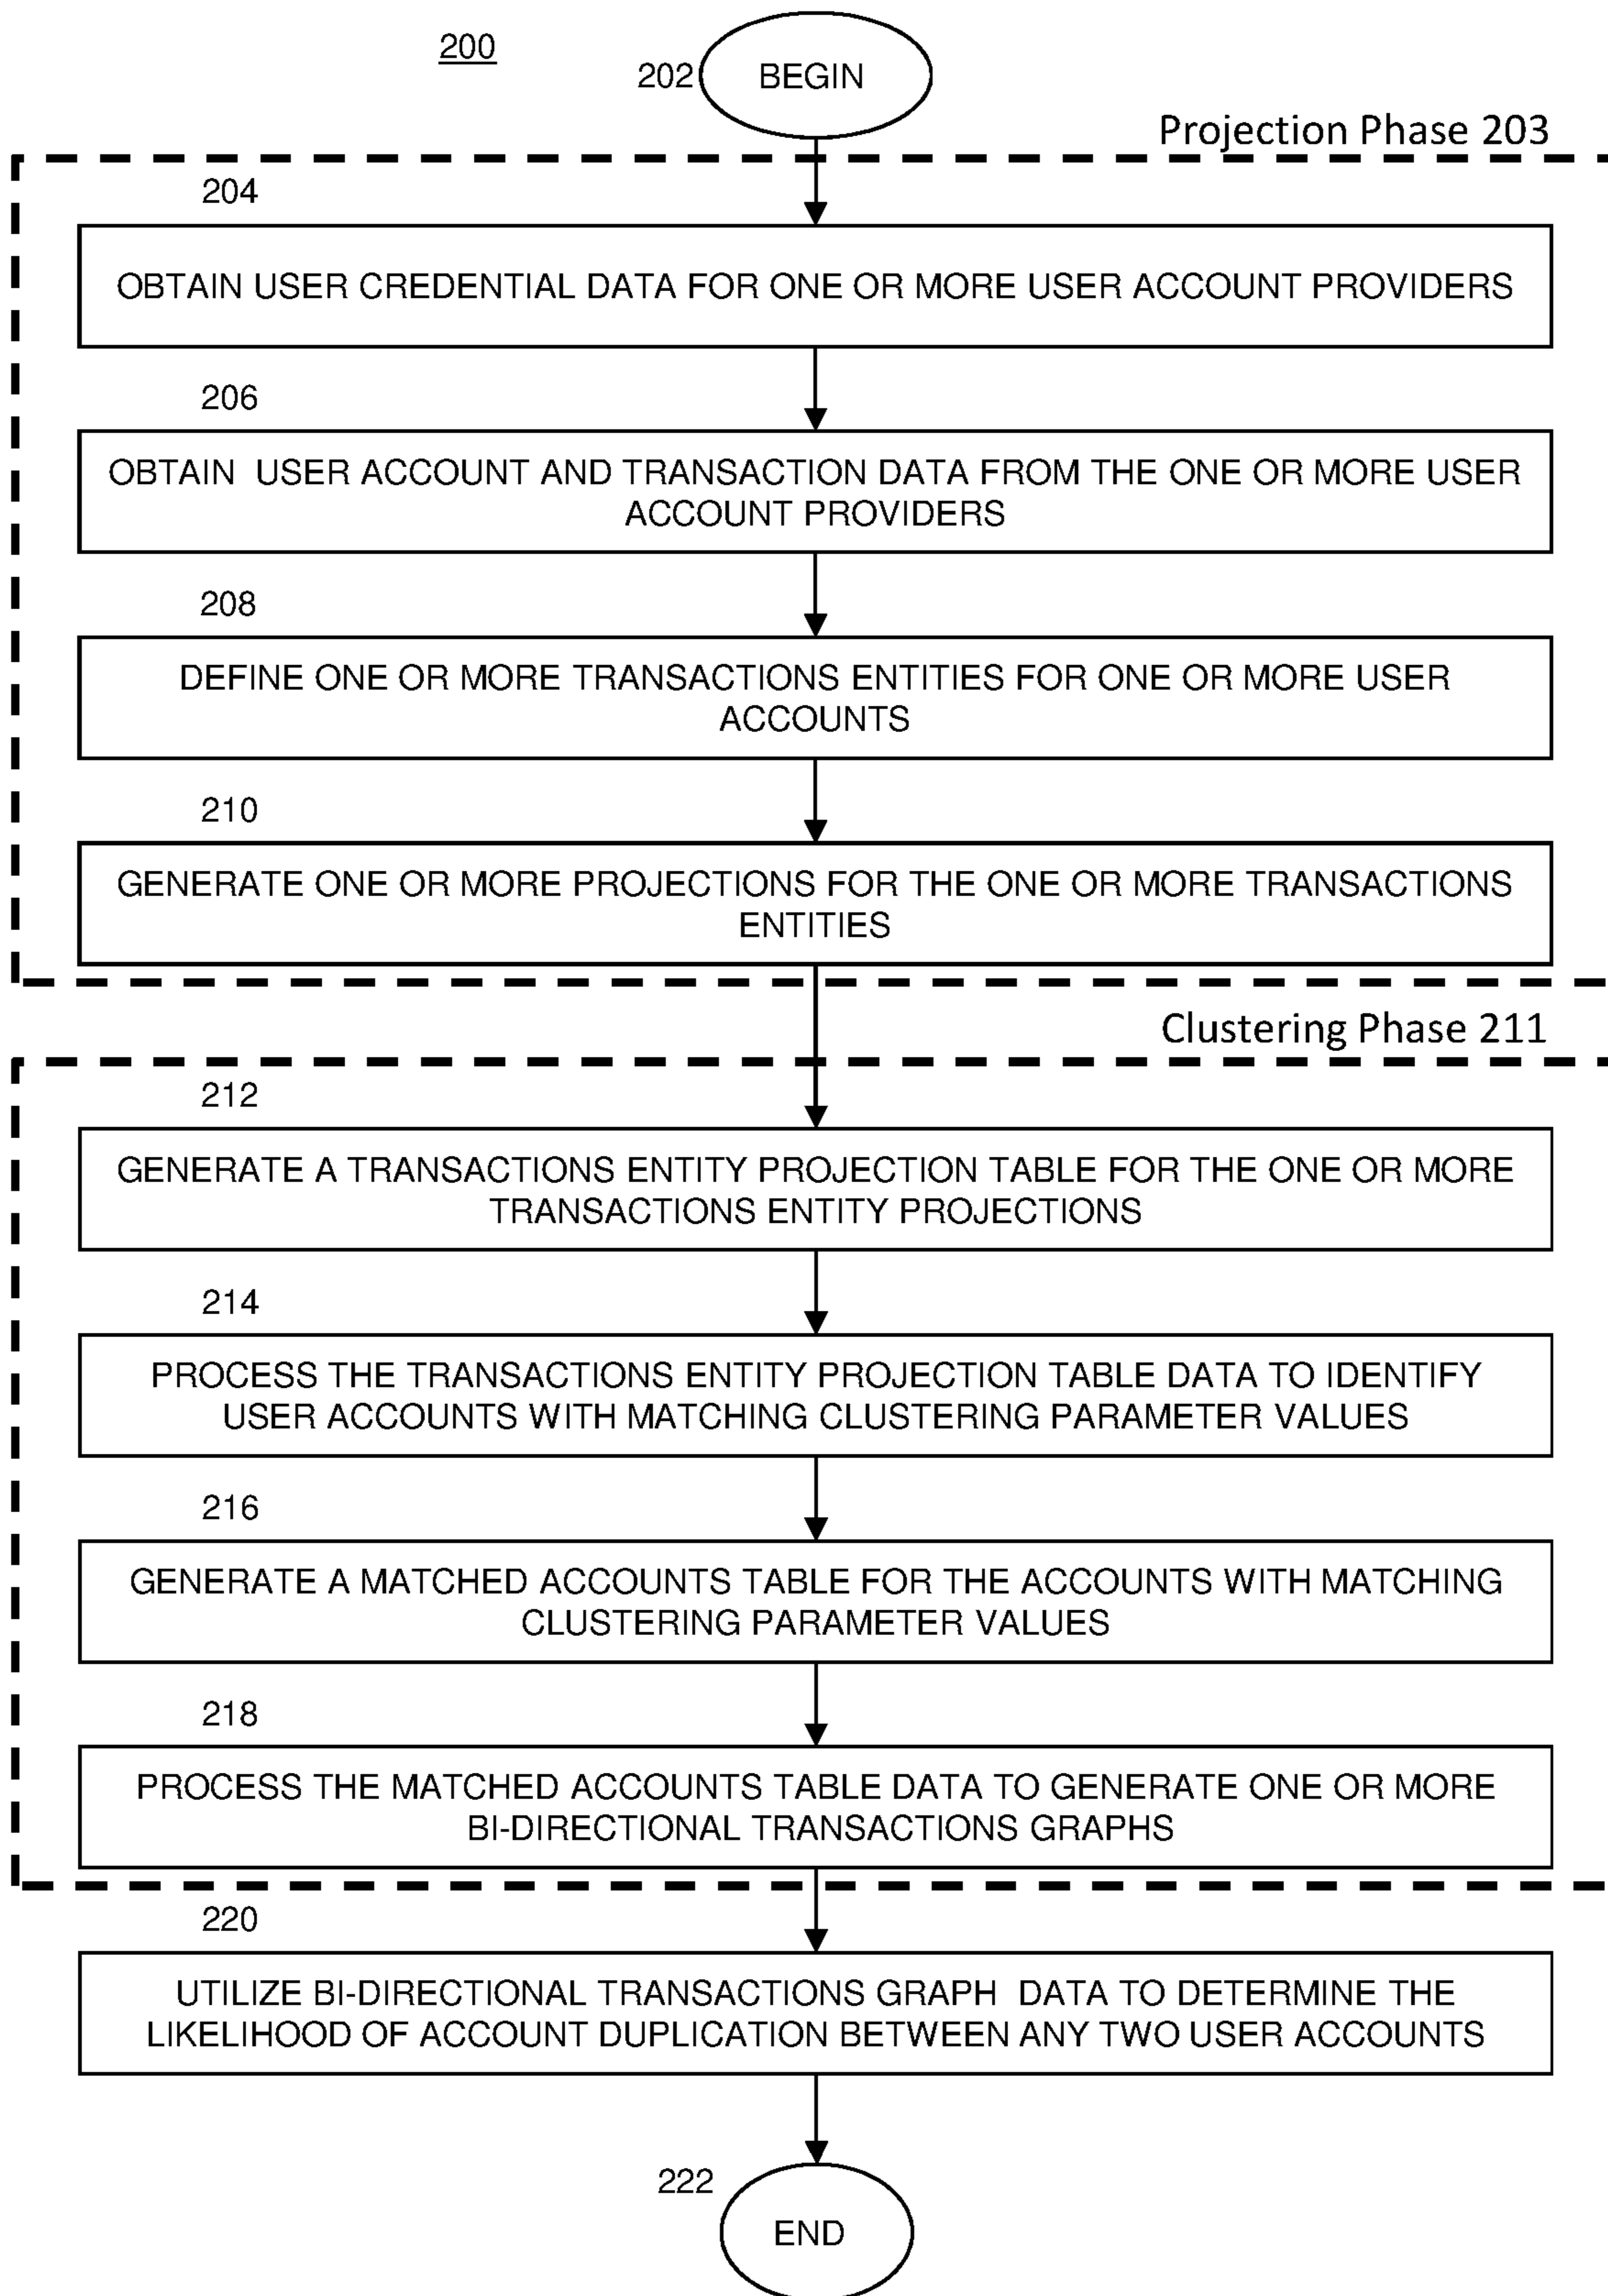 200
202
BEGIN
Projection Phase 203
204
OBTAIN USER CREDENTIAL DATA FOR ONE OR MORE USER ACCOUNT PROVIDERS
206
OBTAIN USER ACCOUNT AND TRANSACTION DATA FROM THE ONE OR MORE USER
ACCOUNT PROVIDERS
208
DEFINE ONE OR MORE TRANSACTIONS ENTITIES FOR ONE OR MORE USER
ACCOUNTS
210
GENERATE ONE OR MORE PROJECTIONS FOR THE ONE OR MORE TRANSACTIONS
ENTITIES
Clustering Phase 211
212
GENERATE A TRANSACTIONS ENTITY PROJECTION TABLE FOR THE ONE OR MORE
TRANSACTIONS ENTITY PROJECTIONS
214
PROCESS THE TRANSACTIONS ENTITY PROJECTION TABLE DATA TO IDENTIFY
USER ACCOUNTS WITH MATCHING CLUSTERING PARAMETER VALUES
216
GENERATE A MATCHED ACCOUNTS TABLE FOR THE ACCOUNTS WITH MATCHING
CLUSTERING PARAMETER VALUES
218
PROCESS THE MATCHED ACCOUNTS TABLE DATA TO GENERATE ONE OR MORE
BI-DIRECTIONAL TRANSACTIONS GRAPHS
220
UTILIZE BI-DIRECTIONAL TRANSACTIONS GRAPH DATA TO DETERMINE THE
LIKELIHOOD OF ACCOUNT DUPLICATION BETWEEN ANY TWO USER ACCOUNTS
222
END